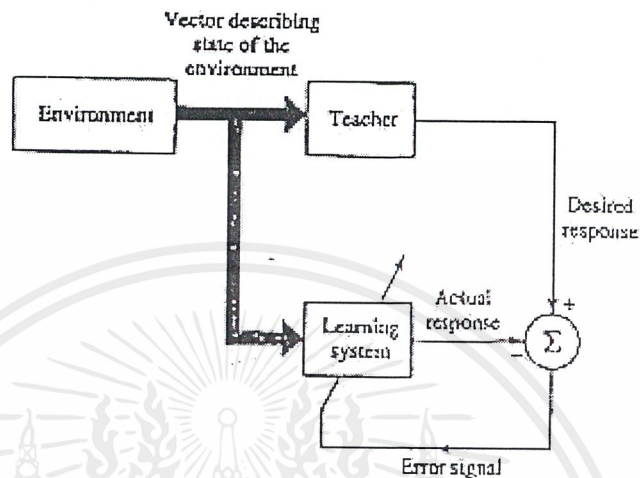 Vector describing
state of the
environment
Environment
Teacher
Desired
response
+
Actual
response
Learning
system
−
Σ
Error signal